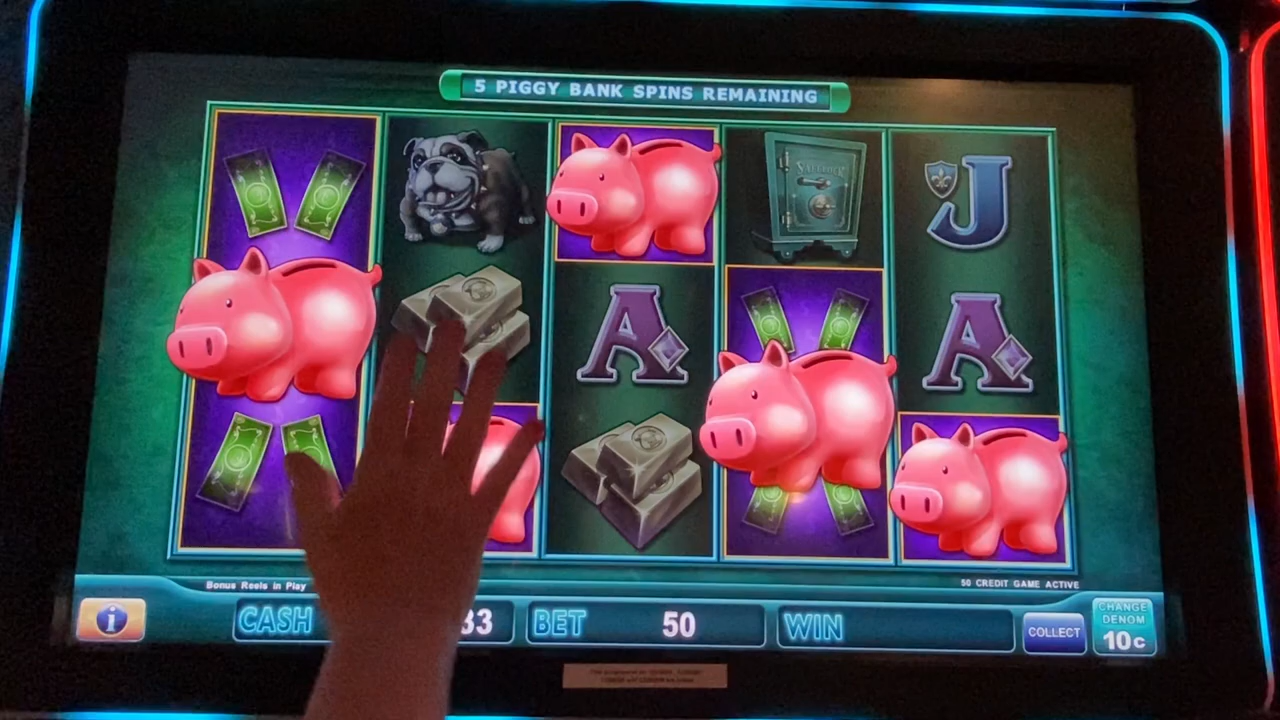 5 PIGGY BANK SPINS REMAINING
J
A
A
Bonus Reels in Play
50 CREDIT GAME ACTIVE
CASH 33
BET 50
WIN
COLLECT
CHANGE
DENOM
10¢
i